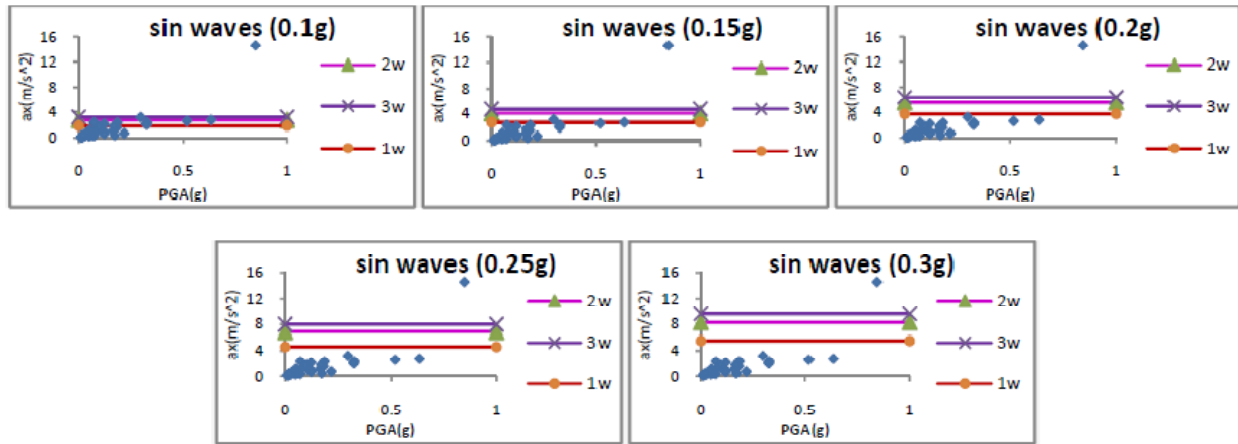 sin waves (0.1g)
ax(m/s^2)
16
12
8
4
0
0
0.5
1
PGA(g)
2w
3w
1w
sin waves (0.15g)
ax(m/s^2)
16
12
8
4
0
0
0.5
1
PGA(g)
2w
3w
1w
sin waves (0.2g)
ax(m/s^2)
16
12
8
4
0
0
0.5
1
PGA(g)
2w
3w
1w
sin waves (0.25g)
ax(m/s^2)
16
12
8
4
0
0
0.5
1
PGA(g)
2w
3w
1w
sin waves (0.3g)
ax(m/s^2)
16
12
8
4
0
0
0.5
1
PGA(g)
2w
3w
1w